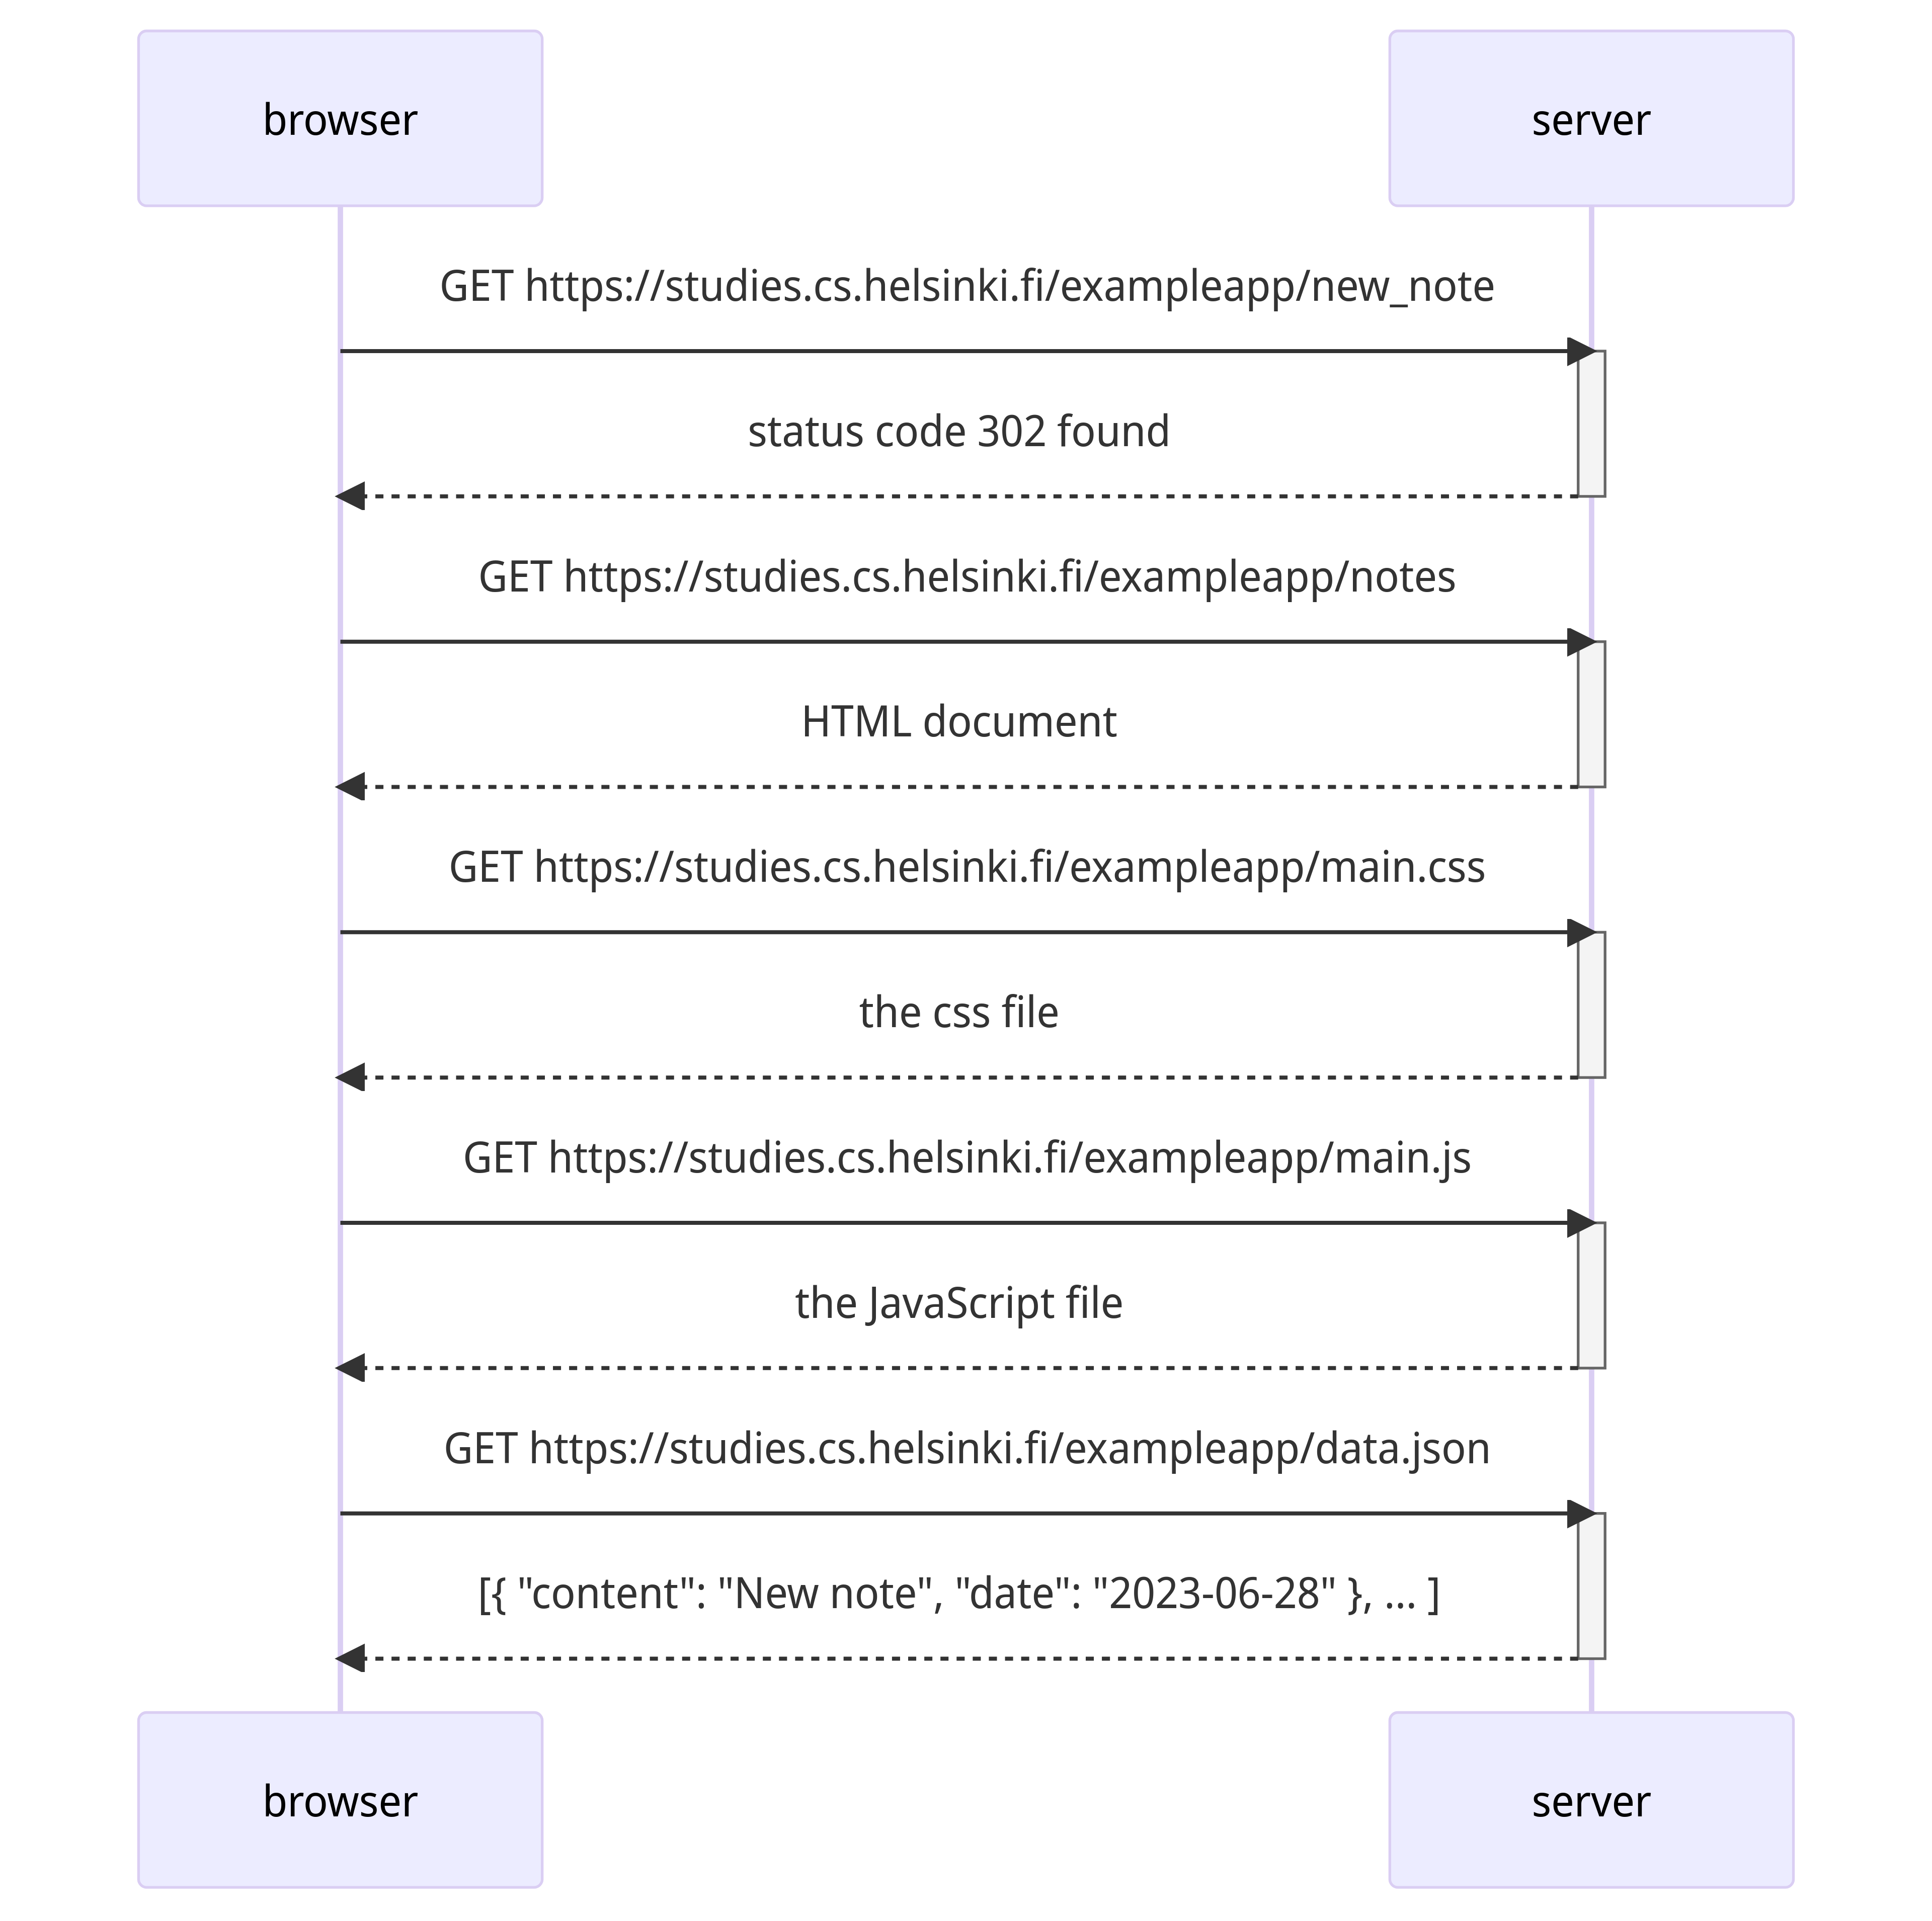 browser
server
GET https://studies.cs.helsinki.fi/exampleapp/new_note
status code 302 found
GET https://studies.cs.helsinki.fi/exampleapp/notes
HTML document
GET https://studies.cs.helsinki.fi/exampleapp/main.css
the css file
GET https://studies.cs.helsinki.fi/exampleapp/main.js
the JavaScript file
GET https://studies.cs.helsinki.fi/exampleapp/data.json
[{ "content": "New note", "date": "2023-06-28" }, ... ]
browser
server